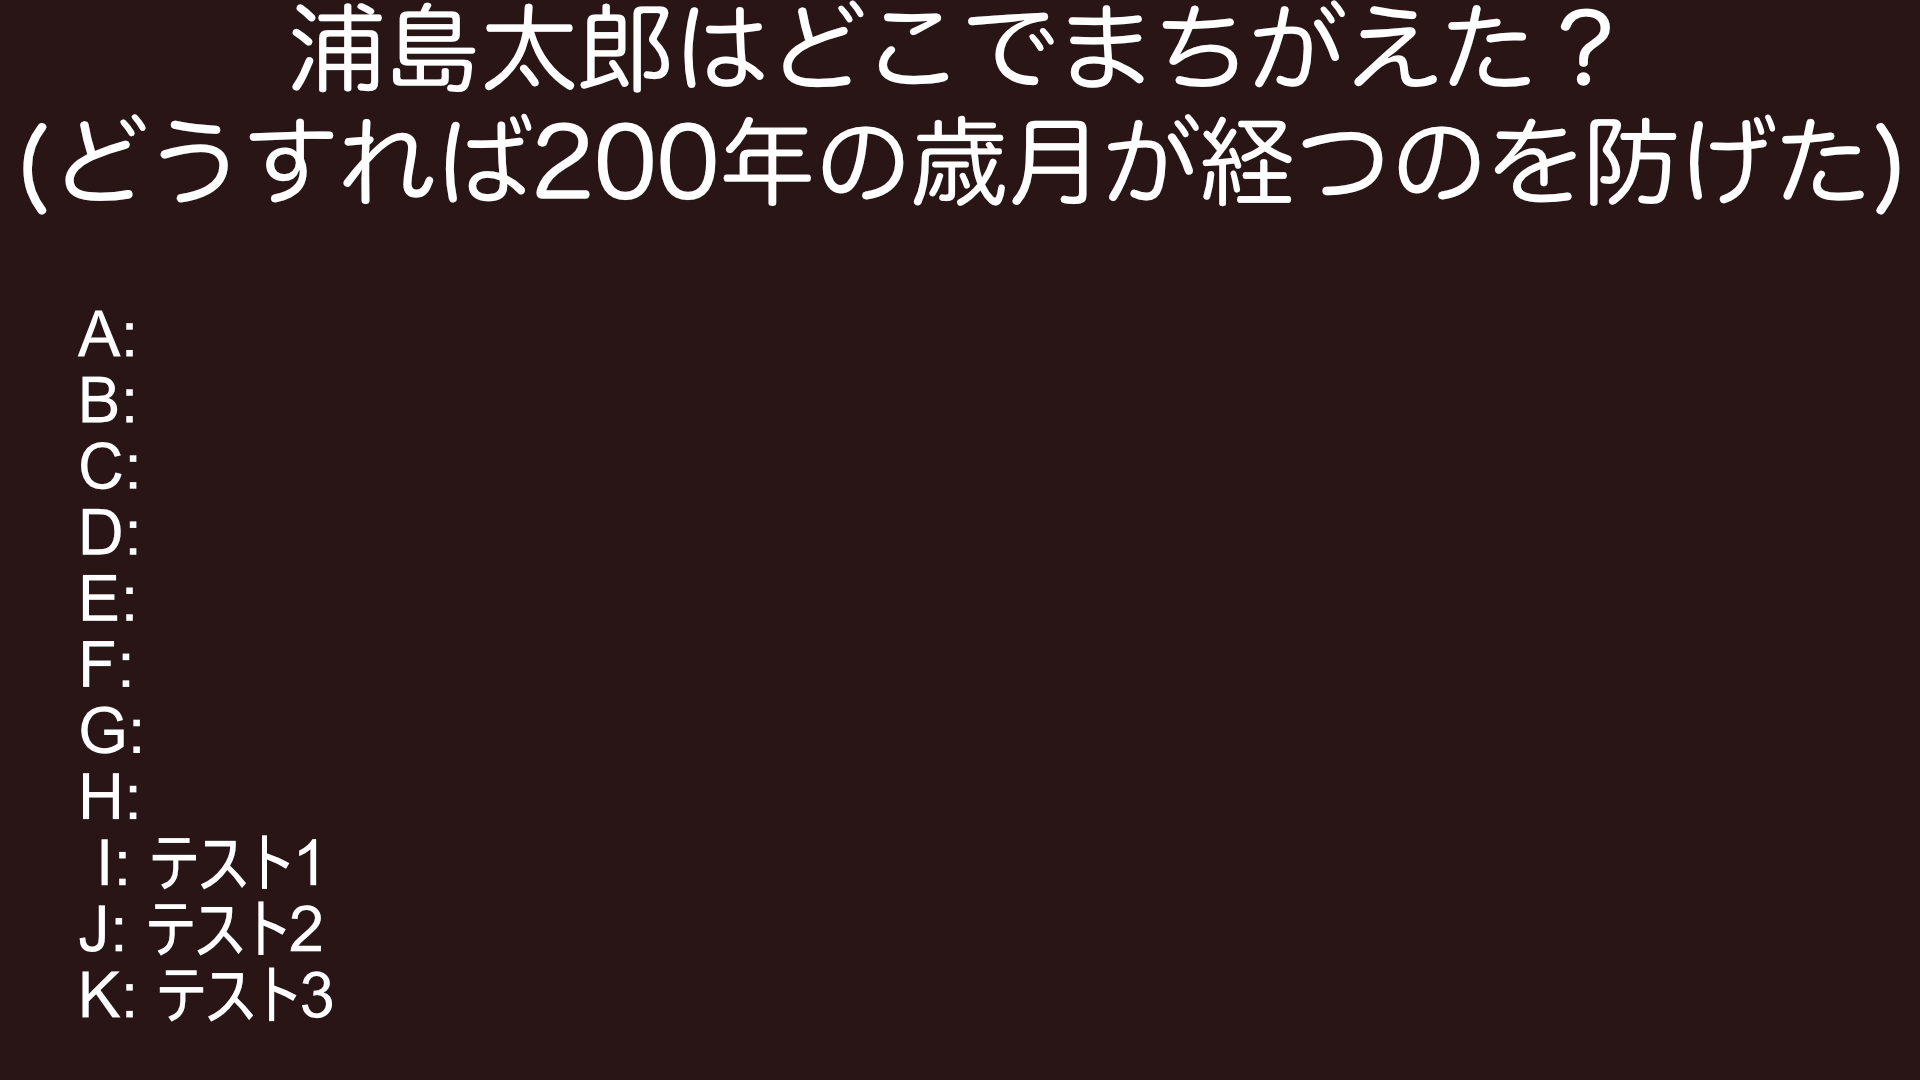 浦島太郎はどこでまちがえた？
(どうすれば200年の歳月が経つのを防げた)
A:
B:
C:
D:
E:
F:
G:
H:
I: テスト1
J: テスト2
K: テスト3